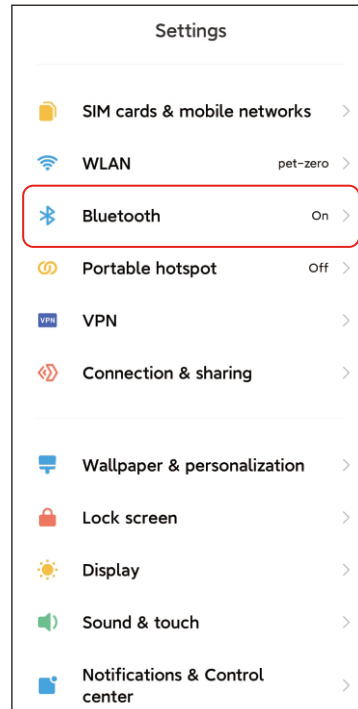 Settings
SIM cards & mobile networks
WLAN pet-zero
Bluetooth On
Portable hotspot Off
VPN VPN
Connection & sharing
Wallpaper & personalization
Lock screen
Display
Sound & touch
Notifications & Control
center